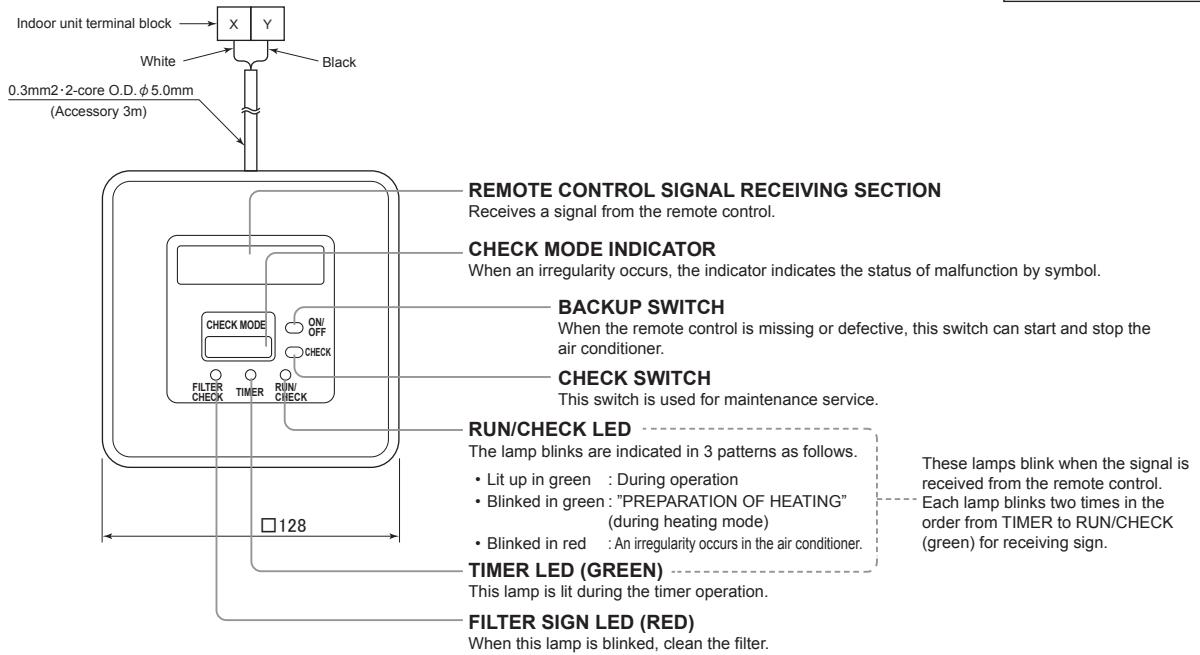 Indoor unit terminal block
X Y
White
Black
0.3mm2·2-core O.D. ϕ 5.0mm
(Accessory 3m)
REMOTE CONTROL SIGNAL RECEIVING SECTION
Receives a signal from the remote control.
CHECK MODE INDICATOR
When an irregularity occurs, the indicator indicates the status of malfunction by symbol.
BACKUP SWITCH
When the remote control is missing or defective, this switch can start and stop the
air conditioner.
CHECK MODE
ON/
OFF
CHECK
CHECK SWITCH
This switch is used for maintenance service.
FILTER
CHECK
TIMER
RUN/
CHECK
RUN/CHECK LED
The lamp blinks are indicated in 3 patterns as follows.
• Lit up in green : During operation
• Blinked in green : ”PREPARATION OF HEATING”
(during heating mode)
• Blinked in red : An irregularity occurs in the air conditioner.
These lamps blink when the signal is
received from the remote control.
Each lamp blinks two times in the
order from TIMER to RUN/CHECK
(green) for receiving sign.
□128
TIMER LED (GREEN)
This lamp is lit during the timer operation.
FILTER SIGN LED (RED)
When this lamp is blinked, clean the filter.